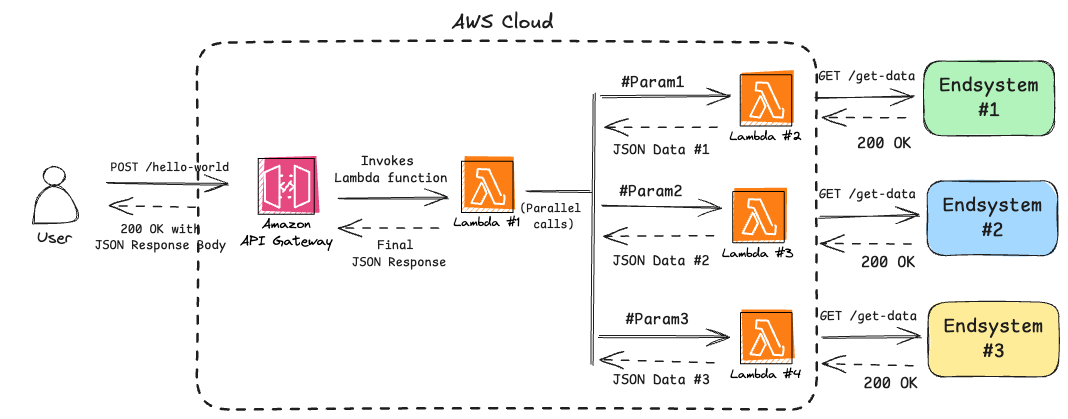 AWS Cloud
POST /hello-world
200 OK with
JSON Response Body
User
Amazon
API Gateway
Invokes
Lambda function
Final
JSON Response
Lambda #1
(Parallel
calls)
#Param1
JSON Data #1
Lambda #2
GET /get-data
200 OK
Endsystem
#1
#Param2
JSON Data #2
Lambda #3
GET /get-data
200 OK
Endsystem
#2
#Param3
JSON Data #3
Lambda #4
GET /get-data
200 OK
Endsystem
#3